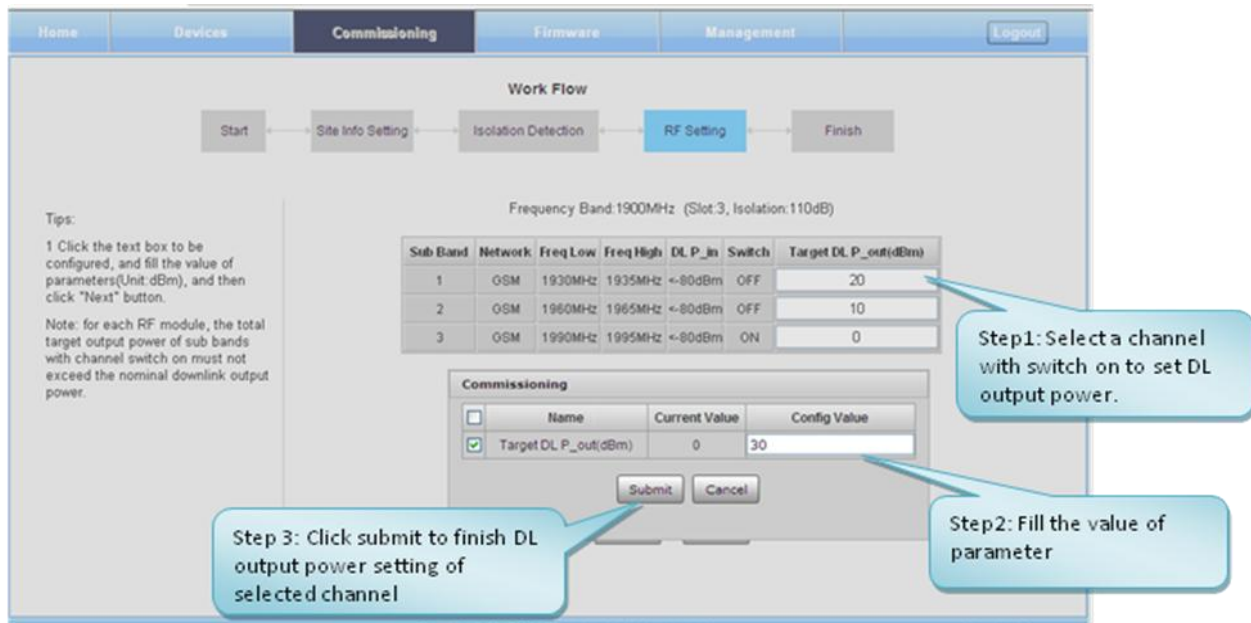 Home Devices Commissioning Firmware Management Logout
Work Flow
Start Site Info Setting Isolation Detection RF Setting Finish
Tips:
1 Click the text box to be
configured, and fill the value of
parameters(Unit:dBm), and then
click "Next" button.
Note: for each RF module, the total
target output power of sub bands
with channel switch on must not
exceed the nominal downlink output
power.
Frequency Band:1900MHz (Slot:3, Isolation:110dB)
Sub Band Network Freq Low Freq High DL P_in Switch Target DL P_out(dBm)
1 GSM 1930MHz 1935MHz <-80dBm OFF 20
2 GSM 1960MHz 1965MHz <-80dBm OFF 10
3 GSM 1990MHz 1995MHz <-80dBm ON 0
Step1: Select a channel
with switch on to set DL
output power.
Commissioning
Name Current Value Config Value
Target DL P_out(dBm) 0 30
Submit Cancel
Step2: Fill the value of
parameter
Step 3: Click submit to finish DL
output power setting of
selected channel